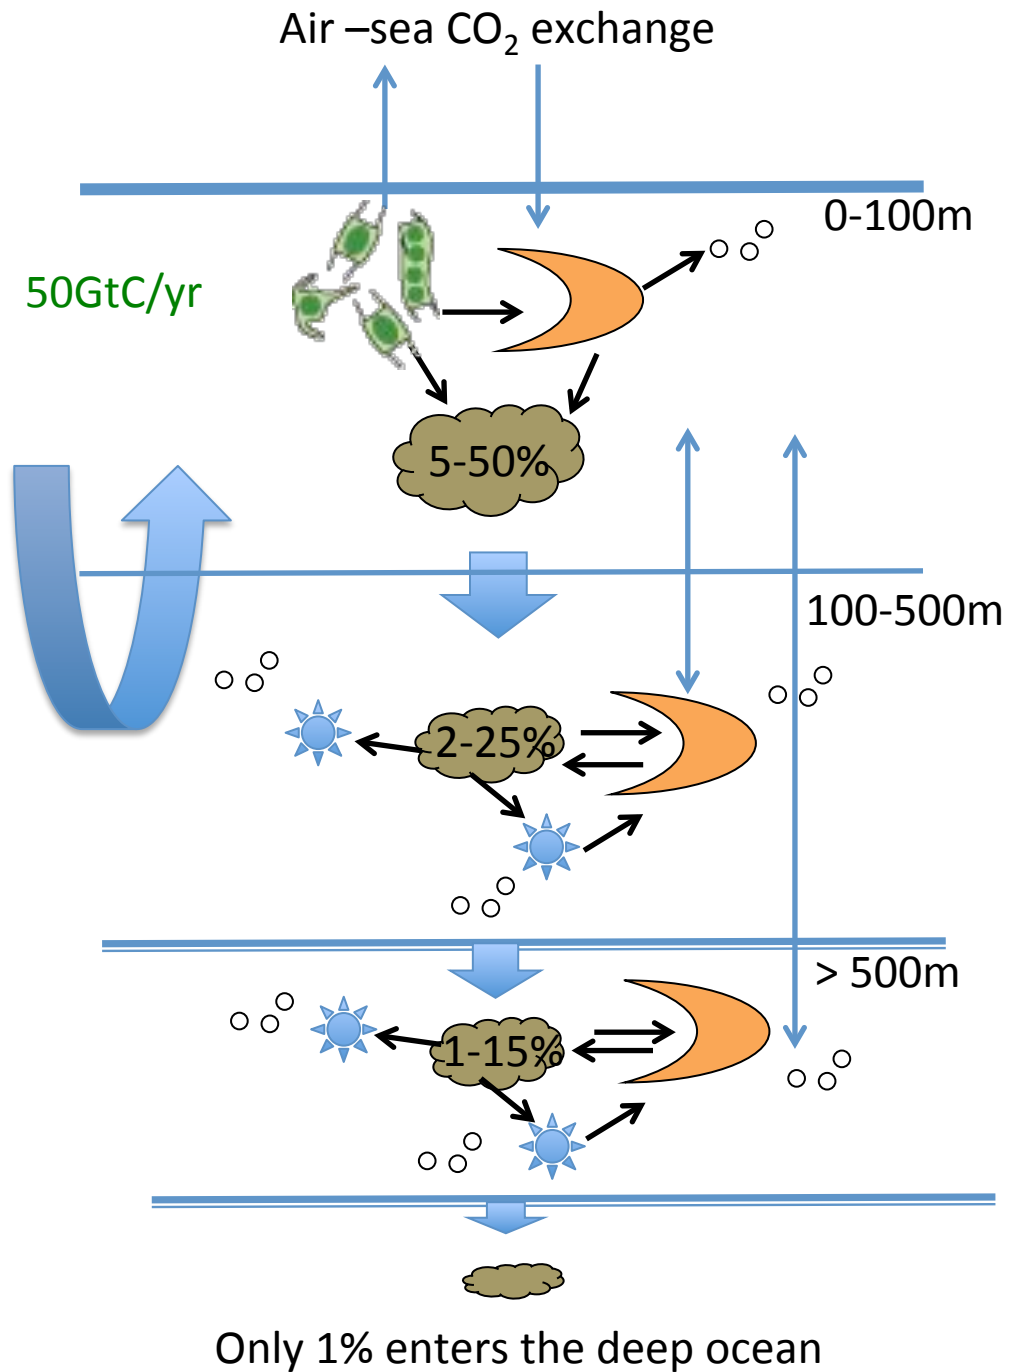 Air –sea CO₂ exchange
0-100m
50GtC/yr
5-50%
100-500m
2-25%
> 500m
1-15%
Only 1% enters the deep ocean